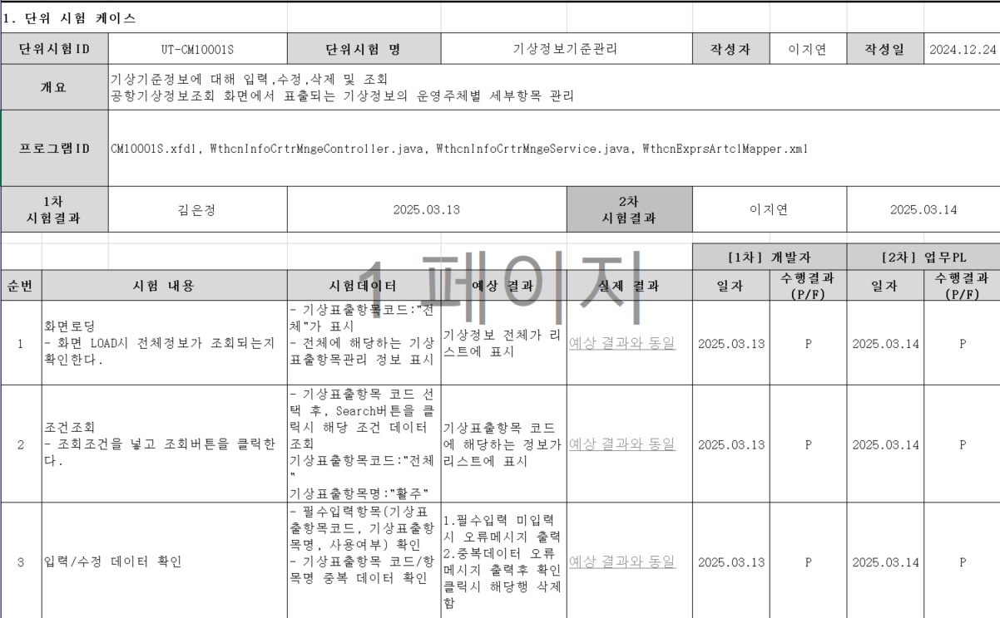 1. 단위 시험 케이스
단위시험ID UT-CM10001S 단위시험 명 기상정보기준관리 작성자 이지연 작성일 2024.12.24
개요
기상기준정보에 대해 입력,수정,삭제 및 조회
공항기상정보조회 화면에서 표출되는 기상정보의 운영주체별 세부항목 관리
프로그램ID CM10001S.xfdl, WthcnInfoCrtrMngeController.java, WthcnInfoCrtrMngeService.java, WthcnExprsArtclMapper.xml
1차
시험결과
김은정 2025.03.13
2차
시험결과
이지연 2025.03.14
[1차] 개발자 [2차] 업무PL
순번 시험 내용 시험데이터 예상 결과 실제 결과 일자
수행결과
(P/F)
일자
수행결과
(P/F)
1 페이지
1
화면로딩
- 화면 LOAD시 전체정보가 조회되는지
확인한다.
- 기상표출항목코드:"전
체"가 표시
- 전체에 해당하는 기상
표출항목관리 정보 표시
기상정보 전체가 리
스트에 표시
예상 결과와 동일 2025.03.13 P 2025.03.14 P
2
조건조회
- 조회조건을 넣고 조회버튼을 클릭한
다.
- 기상표출항목 코드 선
택 후, Search버튼을 클
릭시 해당 조건 데이터
조회
기상표출항목코드:"전체
"
기상표출항목명:"활주"
기상표출항목 코드
에 해당하는 정보가
리스트에 표시
예상 결과와 동일 2025.03.13 P 2025.03.14 P
3
입력/수정 데이터 확인
- 필수입력항목(기상표
출항목코드, 기상표출항
목명, 사용여부) 확인
- 기상표출항목 코드/항
목명 중복 데이터 확인
1.필수입력 미입력
시 오류메시지 출력
2.중복데이터 오류
메시지 출력후 확인
클릭시 해당행 삭제
함
예상 결과와 동일 2025.03.13 P 2025.03.14 P